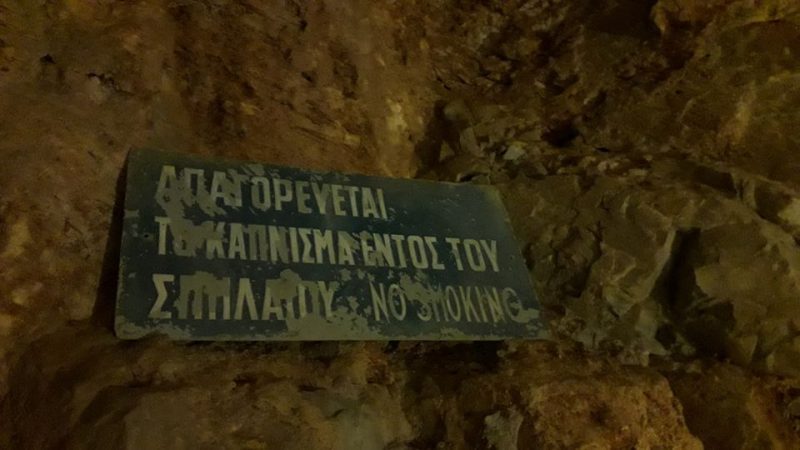 ΑΠΑΓΟΡΕΥΕΤΑΙ
ΤΟ ΚΑΠΝΙΣΜΑ ΕΝΤΟΣ ΤΟΥ
ΣΠΗΛΑΙΟΥ. NO SMOKING